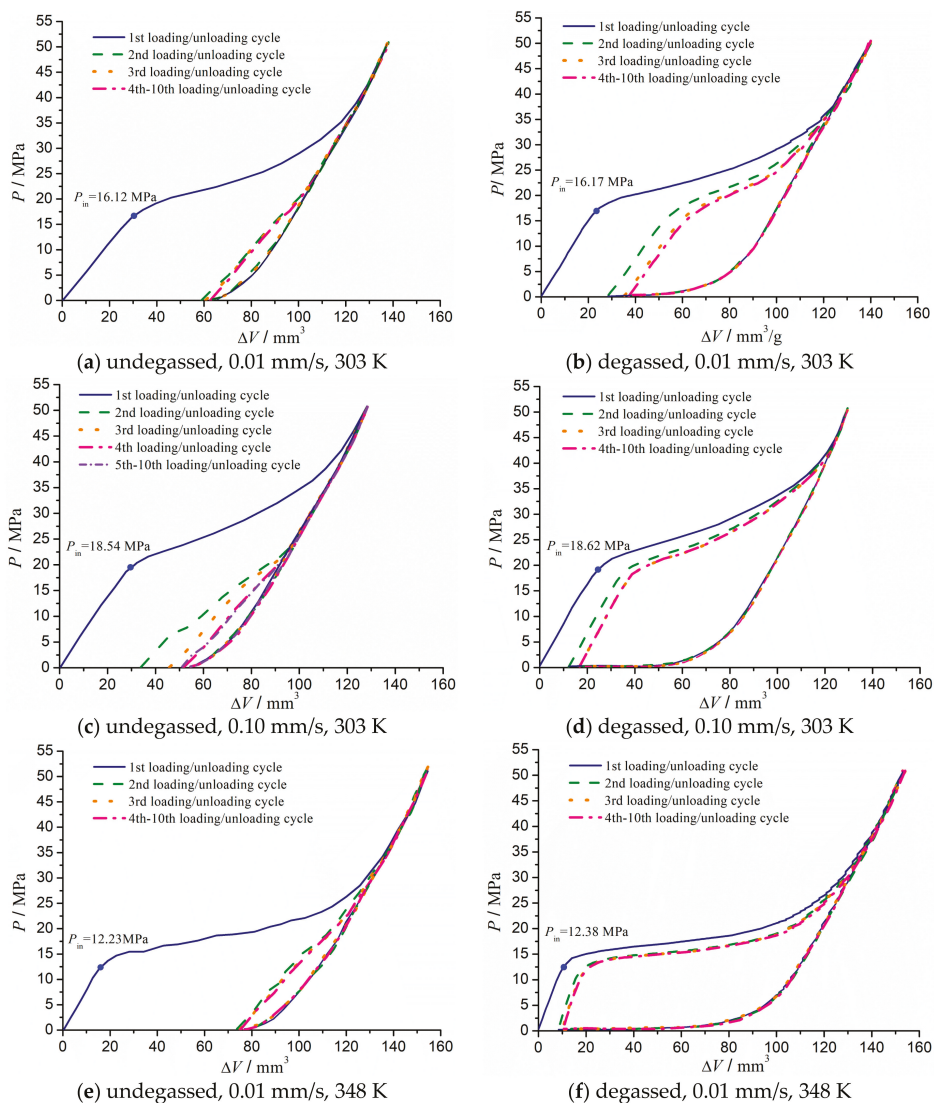 55
50
45
40
35
30
25
20
15
10
5
0
P / MPa
1st loading/unloading cycle
2nd loading/unloading cycle
3rd loading/unloading cycle
4th-10th loading/unloading cycle
Pin=16.12 MPa
0 20 40 60 80 100 120 140 160
ΔV / mm³
(a) undegassed, 0.01 mm/s, 303 K
55
50
45
40
35
30
25
20
15
10
5
0
P / MPa
1st loading/unloading cycle
2nd loading/unloading cycle
3rd loading/unloading cycle
4th-10th loading/unloading cycle
Pin=16.17 MPa
0 20 40 60 80 100 120 140 160
ΔV / mm³/g
(b) degassed, 0.01 mm/s, 303 K
55
50
45
40
35
30
25
20
15
10
5
0
P / MPa
1st loading/unloading cycle
2nd loading/unloading cycle
3rd loading/unloading cycle
4th loading/unloading cycle
5th-10th loading/unloading cycle
Pin=18.54 MPa
0 20 40 60 80 100 120 140 160
ΔV / mm³
(c) undegassed, 0.10 mm/s, 303 K
55
50
45
40
35
30
25
20
15
10
5
0
P / MPa
1st loading/unloading cycle
2nd loading/unloading cycle
3rd loading/unloading cycle
4th-10th loading/unloading cycle
Pin=18.62 MPa
0 20 40 60 80 100 120 140 160
ΔV / mm³
(d) degassed, 0.10 mm/s, 303 K
55
50
45
40
35
30
25
20
15
10
5
0
P / MPa
1st loading/unloading cycle
2nd loading/unloading cycle
3rd loading/unloading cycle
4th-10th loading/unloading cycle
Pin=12.23MPa
0 20 40 60 80 100 120 140 160
ΔV / mm³
(e) undegassed, 0.01 mm/s, 348 K
55
50
45
40
35
30
25
20
15
10
5
0
P / MPa
1st loading/unloading cycle
2nd loading/unloading cycle
3rd loading/unloading cycle
4th-10th loading/unloading cycle
Pin=12.38 MPa
0 20 40 60 80 100 120 140 160
ΔV / mm³
(f) degassed, 0.01 mm/s, 348 K